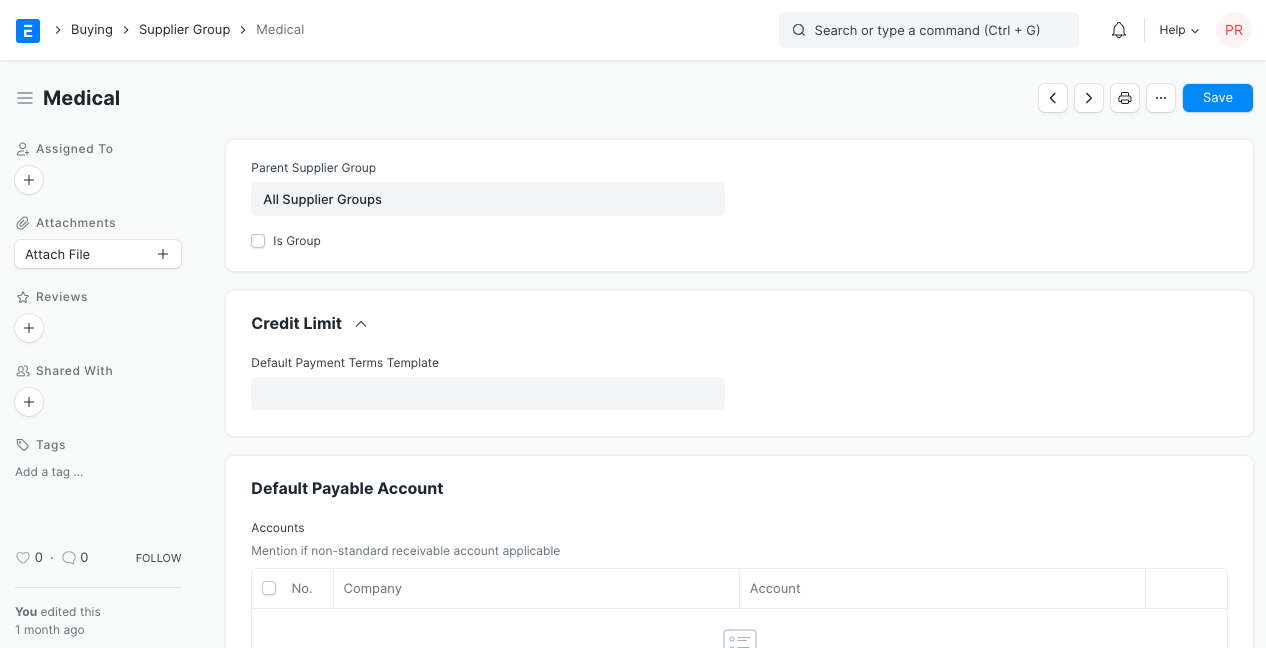 E > Buying > Supplier Group > Medical
Search or type a command (Ctrl + G)
Help
PR
Medical
Save
Assigned To
Attachments
Attach File
Reviews
Shared With
Tags
Add a tag ...
0 · 0 FOLLOW
You edited this
1 month ago
Parent Supplier Group
All Supplier Groups
Is Group
Credit Limit
Default Payment Terms Template
Default Payable Account
Accounts
Mention if non-standard receivable account applicable
No. Company Account